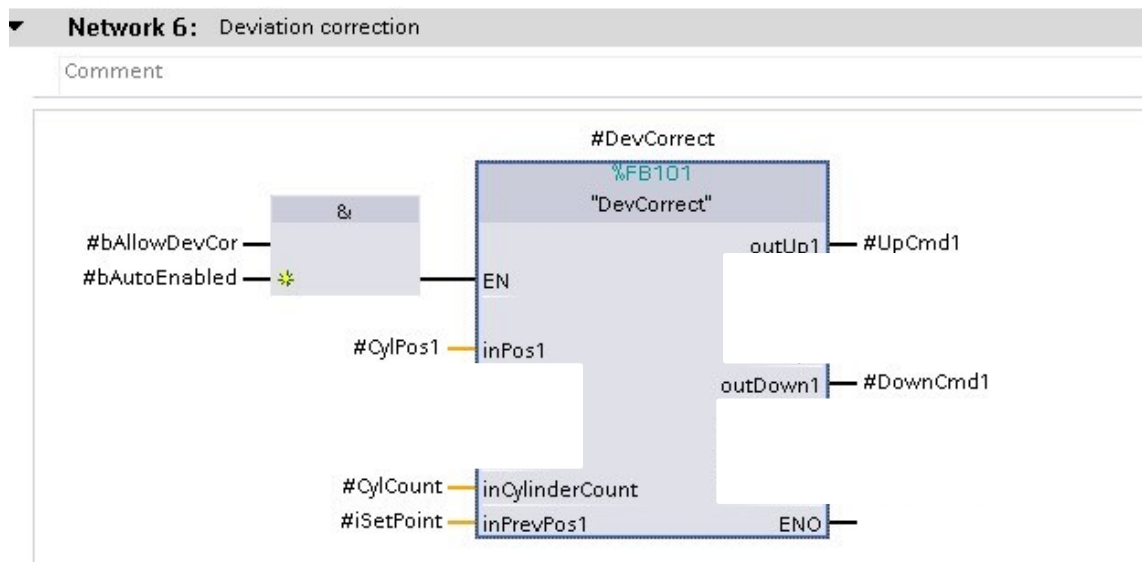 Network 6: Deviation correction
Comment
#DevCorrect
%FB101
"DevCorrect"
&
#bAllowDevCor
#bAutoEnabled
EN
outUp1 #UpCmd1
#CylPos1 inPos1
outDown1 #DownCmd1
#CylCount inCylinderCount
#iSetPoint inPrevPos1
ENO